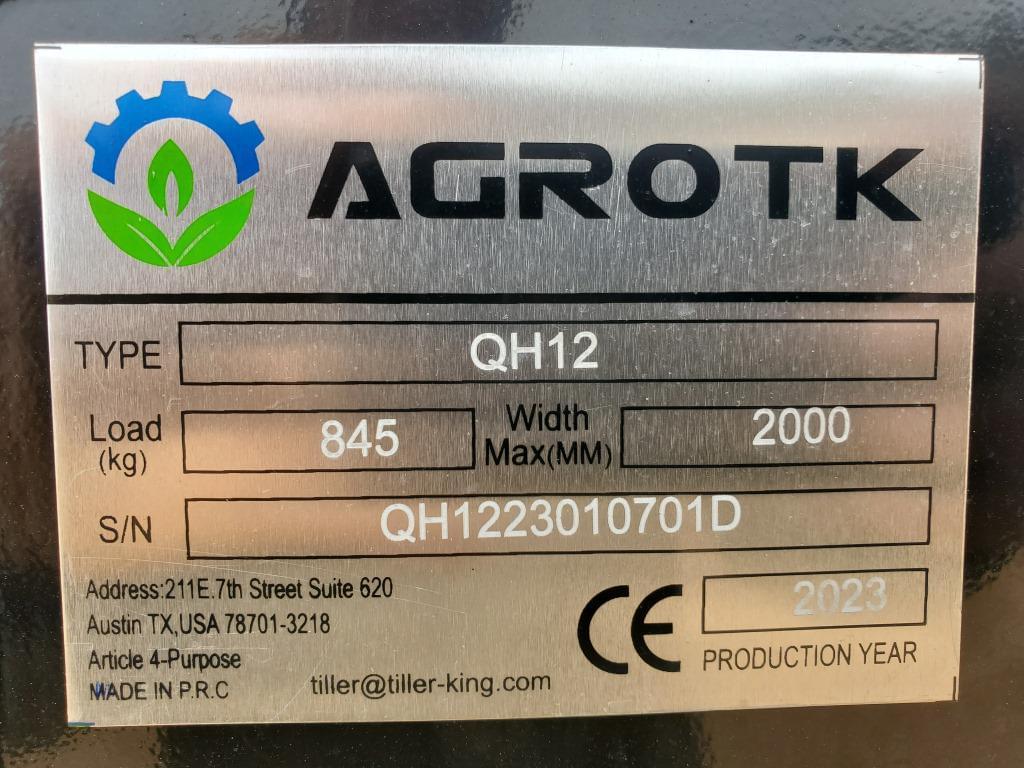 AGROTK
TYPE QH12
Load (kg) 845 Width Max(MM) 2000
S/N QH1223010701D
Address:211E.7th Street Suite 620
Austin TX,USA 78701-3218
Article 4-Purpose
MADE IN P.R.C
tiller@tiller-king.com
CE 2023
PRODUCTION YEAR